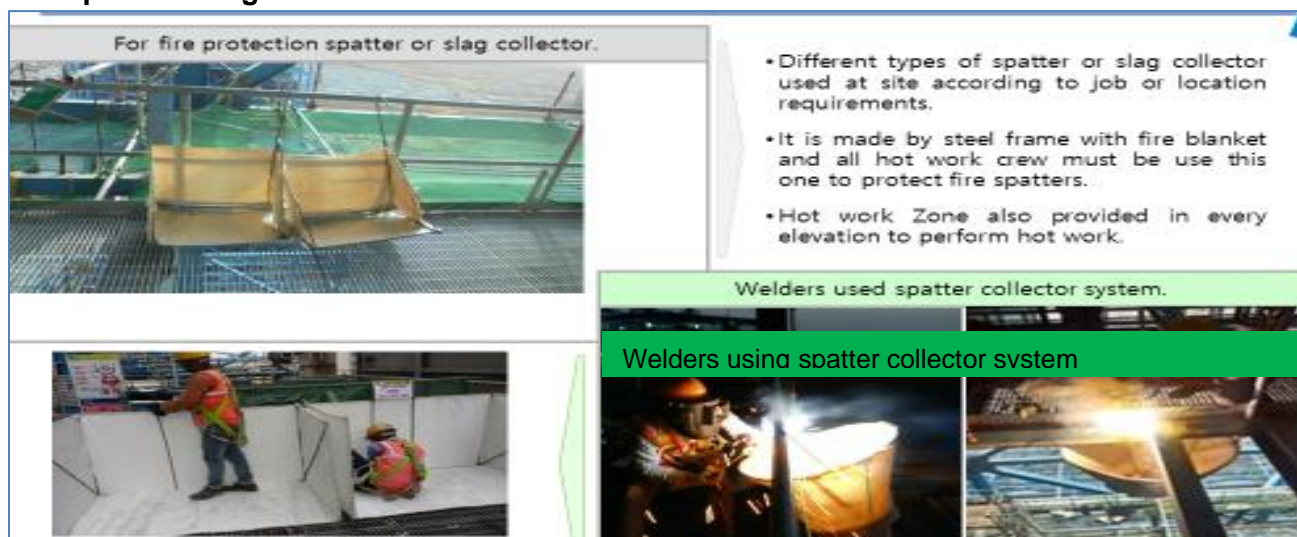 For fire protection spatter or slag collector.
• Different types of spatter or slag collector
used at site according to job or location
requirements.
• It is made by steel frame with fire blanket
and all hot work crew must be use this
one to protect fire spatters.
• Hot work Zone also provided in every
elevation to perform hot work.
Welders used spatter collector system.
Welders using spatter collector system